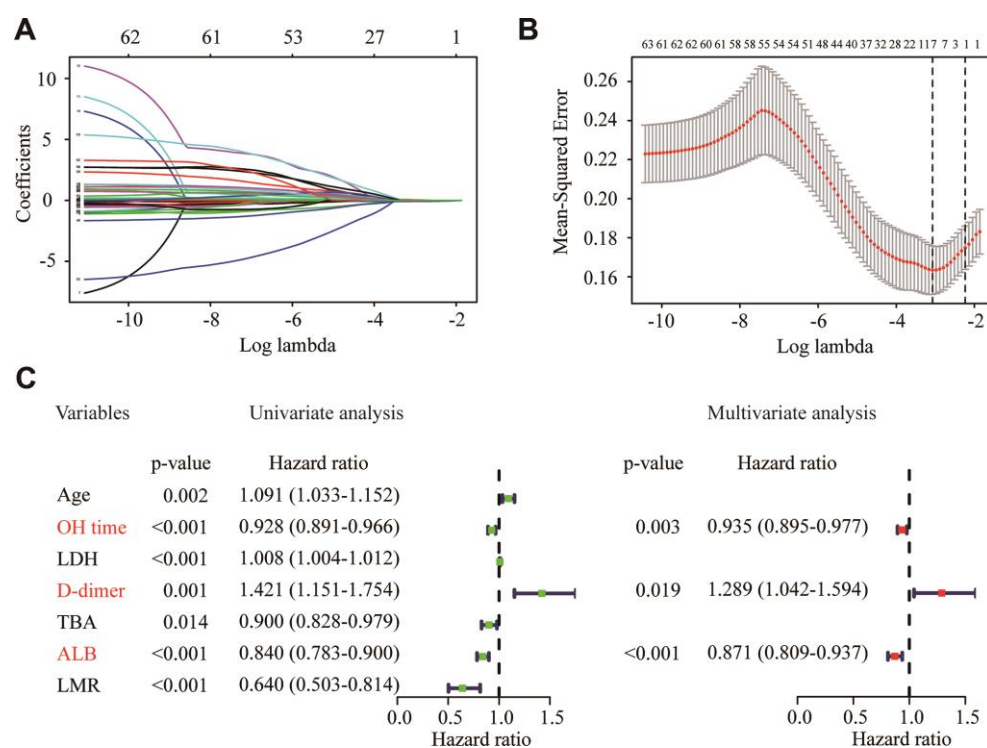 A
62 61 53 27 1
10
5
0
-5
Coefficients
-10 -8 -6 -4 -2
Log lambda
B
63 61 62 62 60 61 58 58 55 54 54 51 48 44 40 37 32 28 22 11 7 7 3 1 1
0.26
0.24
0.22
0.20
0.18
0.16
Mean-Squared Error
-10 -8 -6 -4 -2
Log lambda
C
Variables Univariate analysis Multivariate analysis
p-value Hazard ratio p-value Hazard ratio
Age 0.002 1.091 (1.033-1.152)
OH time <0.001 0.928 (0.891-0.966) 0.003 0.935 (0.895-0.977)
LDH <0.001 1.008 (1.004-1.012)
D-dimer 0.001 1.421 (1.151-1.754) 0.019 1.289 (1.042-1.594)
TBA 0.014 0.900 (0.828-0.979)
ALB <0.001 0.840 (0.783-0.900) <0.001 0.871 (0.809-0.937)
LMR <0.001 0.640 (0.503-0.814)
0.0 0.5 1.0 1.5 0.0 0.5 1.0 1.5
Hazard ratio Hazard ratio